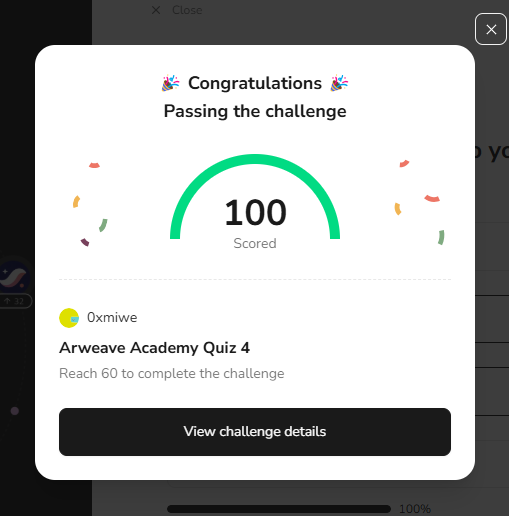 Close
Congratulations
Passing the challenge
100
Scored
0xmiwe
Arweave Academy Quiz 4
Reach 60 to complete the challenge
View challenge details
33
100%